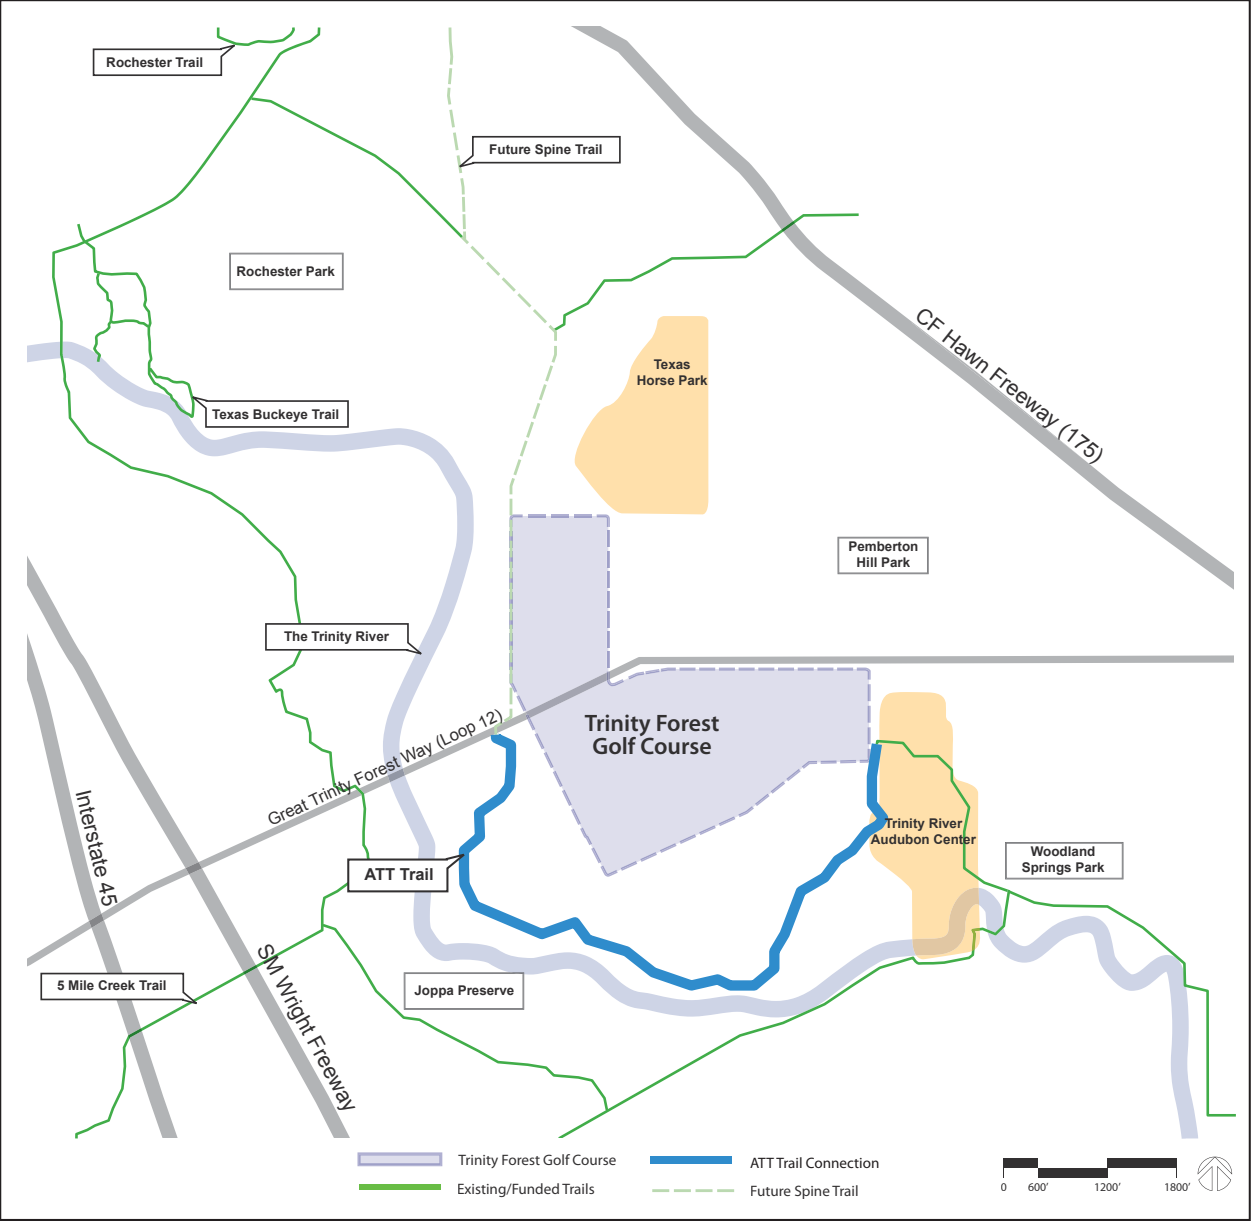 Rochester Trail
Future Spine Trail
Rochester Park
Texas
Horse Park
CF Hawn Freeway (175)
Texas Buckeye Trail
Pemberton
Hill Park
The Trinity River
Trinity Forest
Golf Course
Great Trinity Forest Way (Loop 12)
Interstate 45
Trinity River
Audubon Center
Woodland
Springs Park
ATT Trail
SM Wright Freeway
5 Mile Creek Trail
Joppa Preserve
Trinity Forest Golf Course
ATT Trail Connection
Existing/Funded Trails
Future Spine Trail
0 600' 1200' 1800'